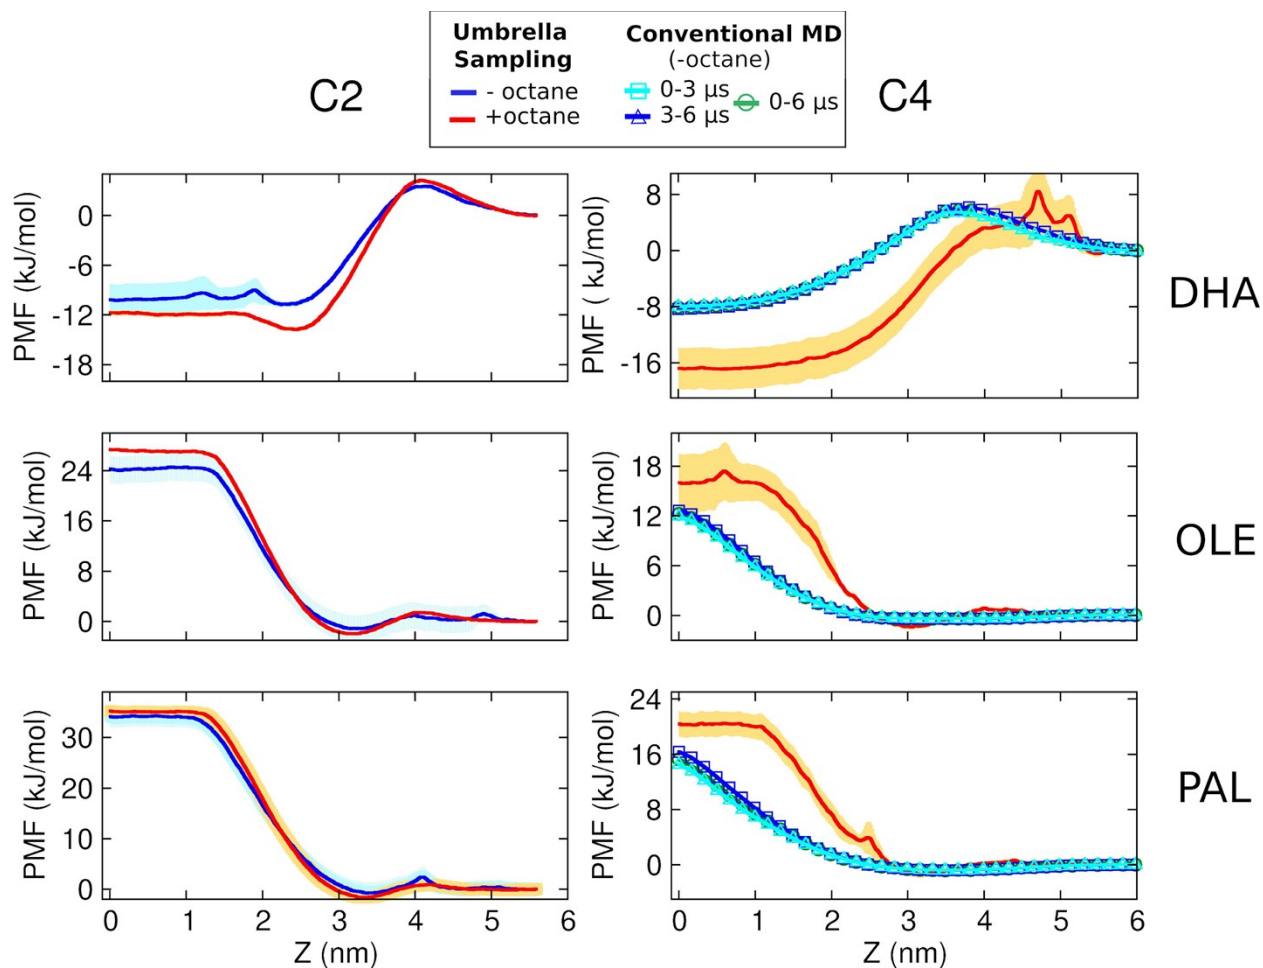 Umbrella Sampling
- octane
+octane
Conventional MD
(-octane)
0-3 µs
3-6 µs
0-6 µs
C2
C4
PMF (kJ/mol)
0
-6
-12
-18
PMF ( kJ/mol)
8
0
-8
-16
DHA
PMF (kJ/mol)
24
16
8
0
PMF (kJ/mol)
18
12
6
0
OLE
PMF (kJ/mol)
30
20
10
0
0 1 2 3 4 5 6
Z (nm)
PMF (kJ/mol)
24
16
8
0
0 1 2 3 4 5 6
Z (nm)
PAL